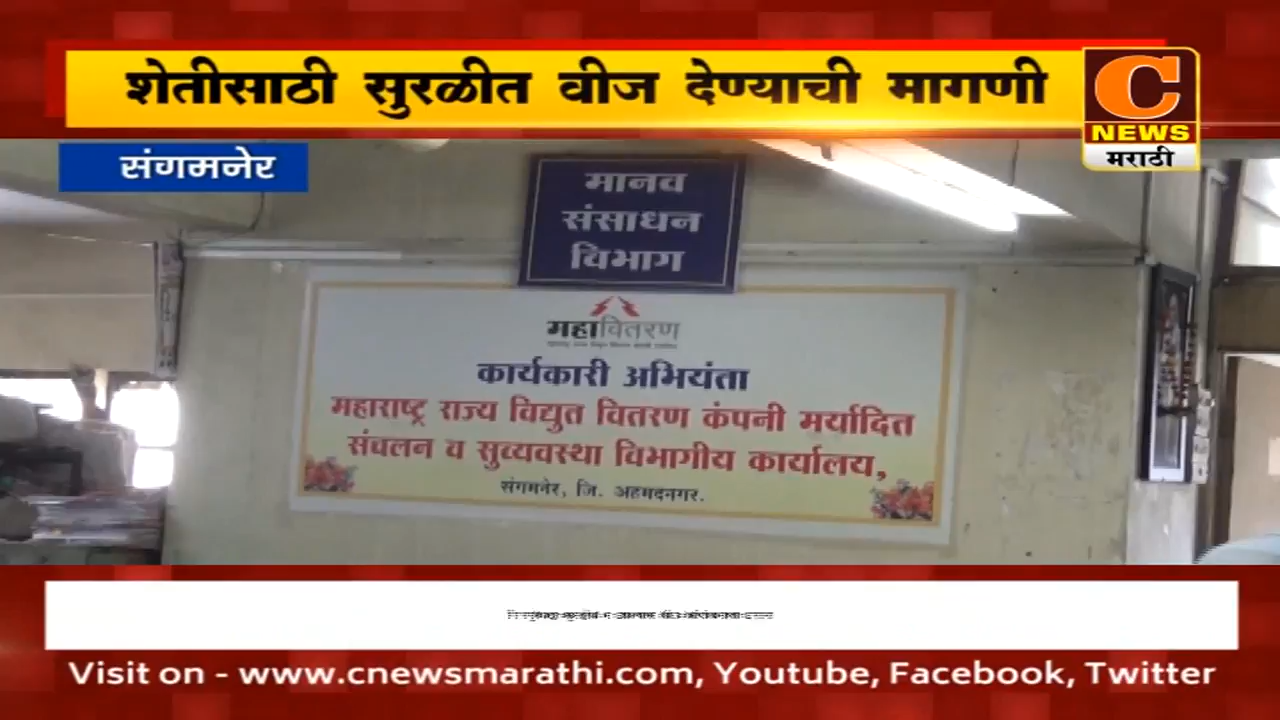 शेतीसाठी सुरळीत वीज देण्याची मागणी
C
NEWS
मराठी
संगमनेर
मानव
संसाधन
विभाग
महावितरण
कार्यकारी अभियंता
महाराष्ट्र राज्य विद्युत वितरण कंपनी मर्यादित
संचलन व सुव्यवस्था विभागीय कार्यालय,
संगमनेर, जि. अहमदनगर.
Visit on - www.cnewsmarathi.com, Youtube, Facebook, Twitter